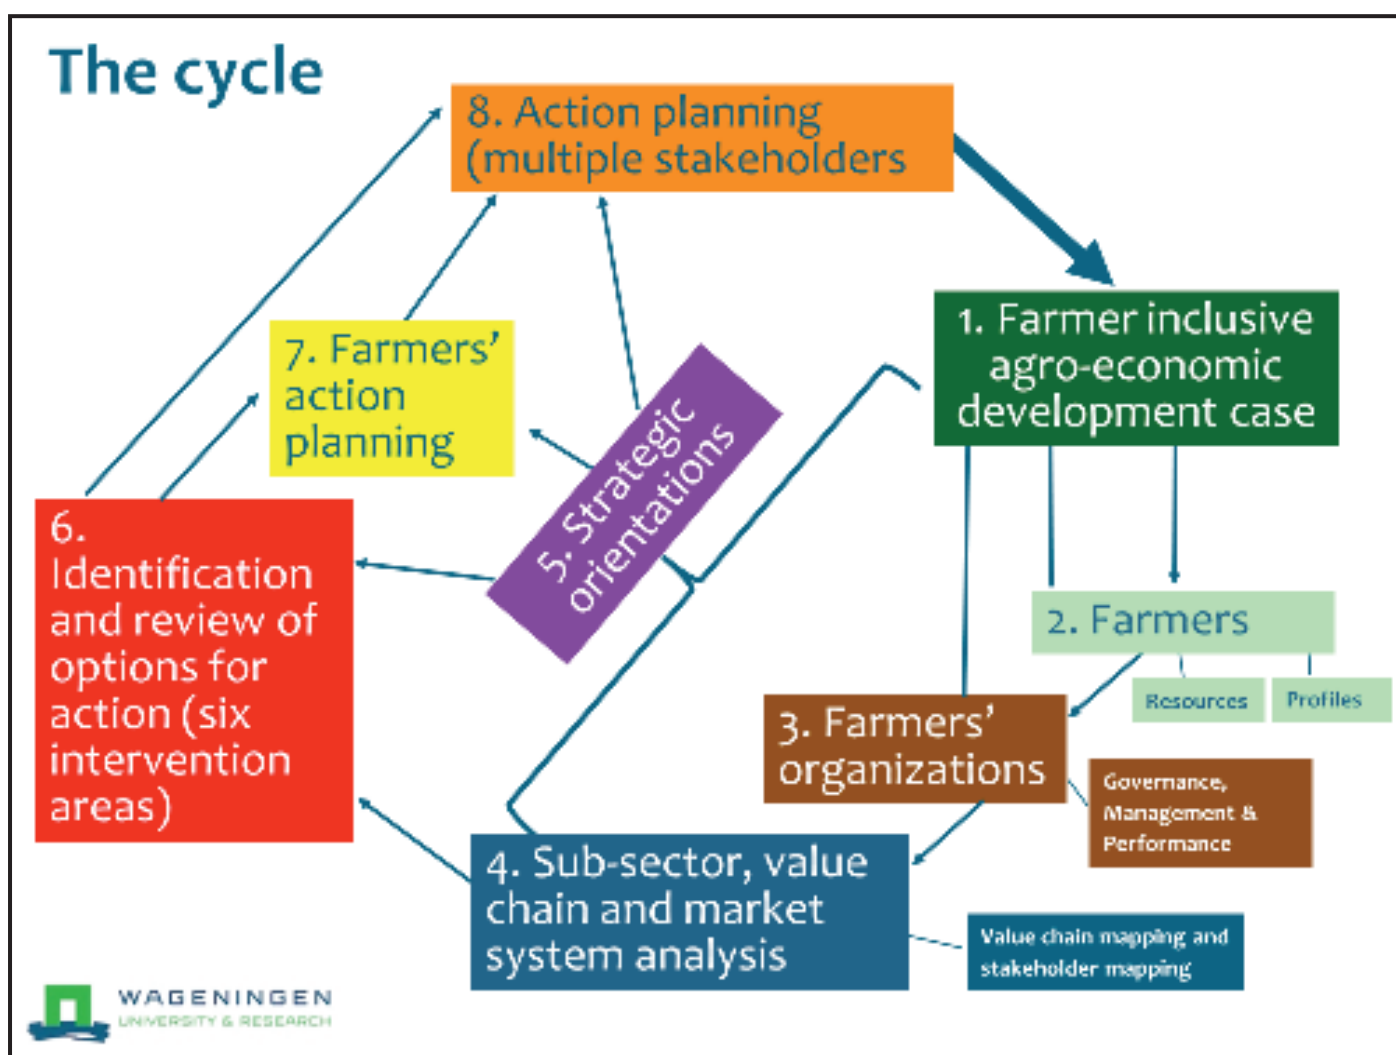 The cycle
8. Action planning
(multiple stakeholders
1. Farmer inclusive
agro-economic
development case
7. Farmers’
action
planning
5. Strategic
orientations
6.
Identification
and review of
options for
action (six
intervention
areas)
2. Farmers
Resources
Profiles
3. Farmers’
organizations
Governance,
Management &
Performance
4. Sub-sector, value
chain and market
system analysis
Value chain mapping and
stakeholder mapping
WAGENINGEN
UNIVERSITY & RESEARCH